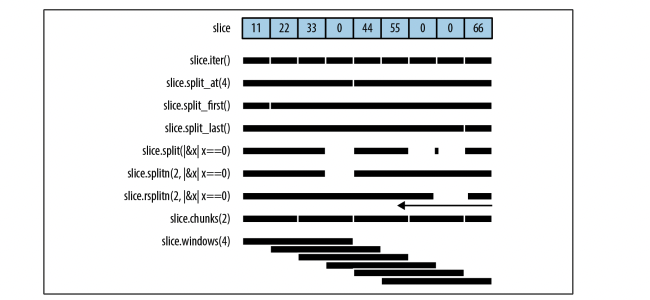 slice 11 22 33 0 44 55 0 0 66
slice.iter()
slice.split_at(4)
slice.split_first()
slice.split_last()
slice.split(|&x| x==0)
slice.splitn(2, |&x| x==0)
slice.rsplitn(2, |&x| x==0)
slice.chunks(2)
slice.windows(4)